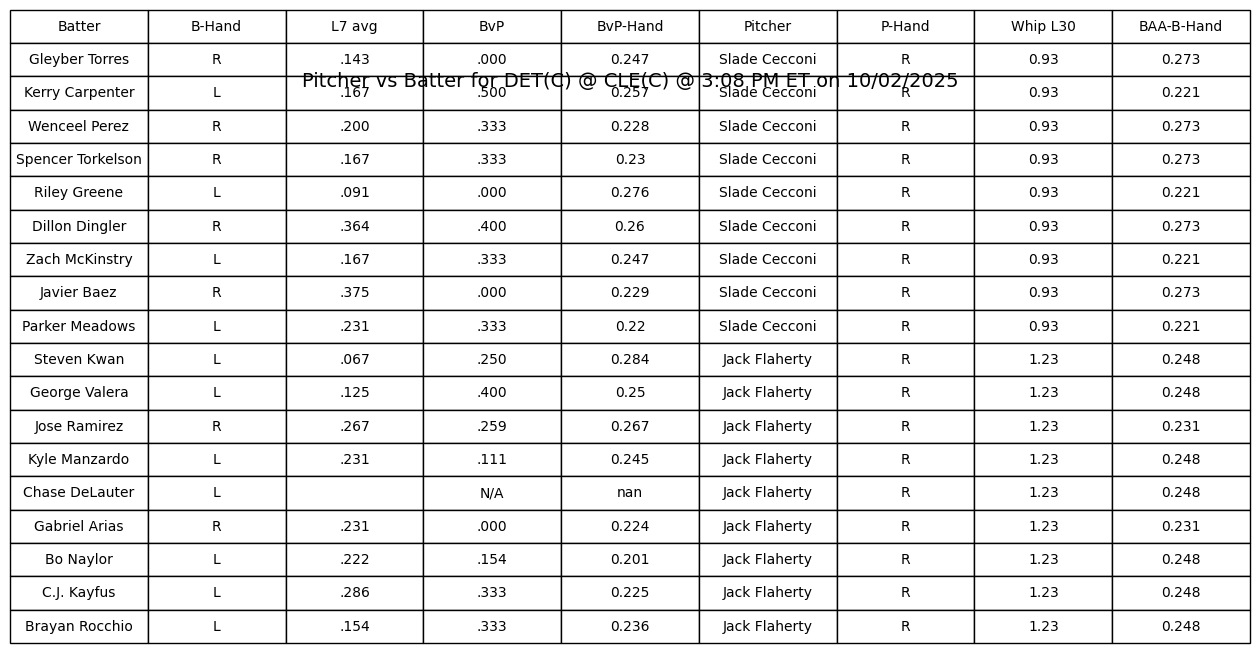 Batter B-Hand L7 avg BvP BvP-Hand Pitcher P-Hand Whip L30 BAA-B-Hand
Gleyber Torres R .143 .000 0.247 Slade Cecconi R 0.93 0.273
Pitcher vs Batter for DET(C) @ CLE(C) @ 3:08 PM ET on 10/02/2025
Kerry Carpenter L .167 .500 0.257 Slade Cecconi R 0.93 0.221
Wenceel Perez R .200 .333 0.228 Slade Cecconi R 0.93 0.273
Spencer Torkelson R .167 .333 0.23 Slade Cecconi R 0.93 0.273
Riley Greene L .091 .000 0.276 Slade Cecconi R 0.93 0.221
Dillon Dingler R .364 .400 0.26 Slade Cecconi R 0.93 0.273
Zach McKinstry L .167 .333 0.247 Slade Cecconi R 0.93 0.221
Javier Baez R .375 .000 0.229 Slade Cecconi R 0.93 0.273
Parker Meadows L .231 .333 0.22 Slade Cecconi R 0.93 0.221
Steven Kwan L .067 .250 0.284 Jack Flaherty R 1.23 0.248
George Valera L .125 .400 0.25 Jack Flaherty R 1.23 0.248
Jose Ramirez R .267 .259 0.267 Jack Flaherty R 1.23 0.231
Kyle Manzardo L .231 .111 0.245 Jack Flaherty R 1.23 0.248
Chase DeLauter L N/A nan Jack Flaherty R 1.23 0.248
Gabriel Arias R .231 .000 0.224 Jack Flaherty R 1.23 0.231
Bo Naylor L .222 .154 0.201 Jack Flaherty R 1.23 0.248
C.J. Kayfus L .286 .333 0.225 Jack Flaherty R 1.23 0.248
Brayan Rocchio L .154 .333 0.236 Jack Flaherty R 1.23 0.248